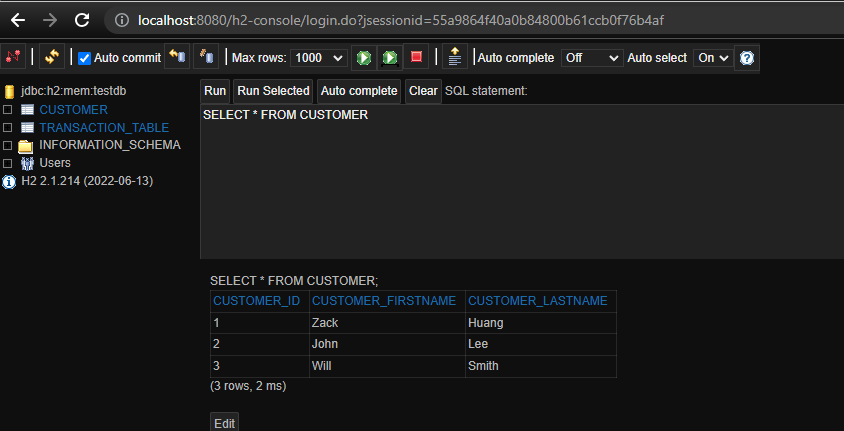 localhost:8080/h2-console/login.do?jsessionid=55a9864f40a0b84800b61ccb0f76b4af
Auto commit Max rows: 1000 Auto complete Off Auto select On
jdbc:h2:mem:testdb
CUSTOMER
TRANSACTION_TABLE
INFORMATION_SCHEMA
Users
H2 2.1.214 (2022-06-13)
Run Run Selected Auto complete Clear SQL statement:
SELECT * FROM CUSTOMER
SELECT * FROM CUSTOMER;
CUSTOMER_ID CUSTOMER_FIRSTNAME CUSTOMER_LASTNAME
1 Zack Huang
2 John Lee
3 Will Smith
(3 rows, 2 ms)
Edit